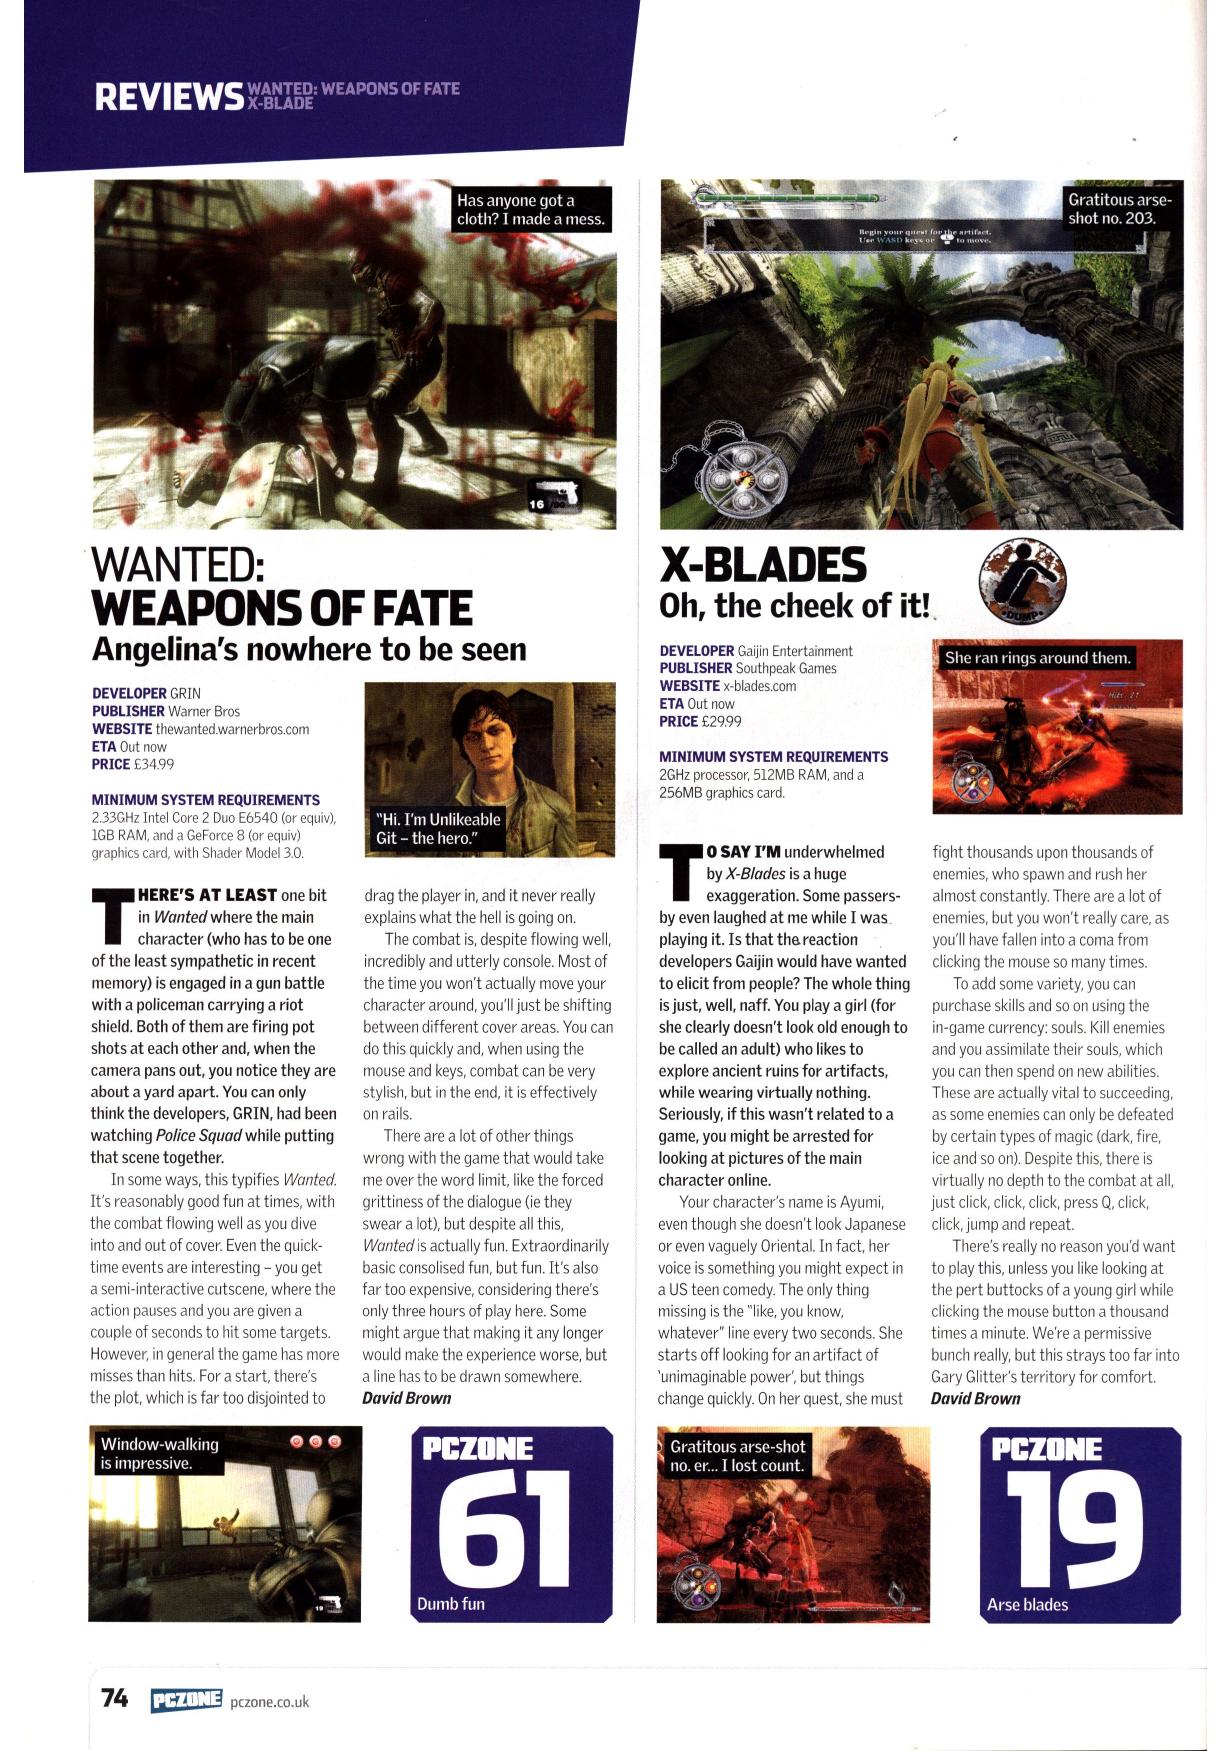 REVIEWS WANTED: WEAPONS OF FATE
X-BLADE
Has anyone got a
cloth? I made a mess.
16
WANTED:
WEAPONS OF FATE
Angelina's nowhere to be seen
DEVELOPER GRIN
PUBLISHER Warner Bros
WEBSITE thewanted.warnerbros.com
ETA Out now
PRICE £34.99
MINIMUM SYSTEM REQUIREMENTS
2.33GHz Intel Core 2 Duo E6540 (or equiv),
1GB RAM, and a GeForce 8 (or equiv)
graphics card, with Shader Model 3.0.
"Hi. I'm Unlikeable
Git – the hero."
THERE'S AT LEAST one bit
in Wanted where the main
character (who has to be one
of the least sympathetic in recent
memory) is engaged in a gun battle
with a policeman carrying a riot
shield. Both of them are firing pot
shots at each other and, when the
camera pans out, you notice they are
about a yard apart. You can only
think the developers, GRIN, had been
watching Police Squad while putting
that scene together.
In some ways, this typifies Wanted.
It's reasonably good fun at times, with
the combat flowing well as you dive
into and out of cover. Even the quick-
time events are interesting – you get
a semi-interactive cutscene, where the
action pauses and you are given a
couple of seconds to hit some targets.
However, in general the game has more
misses than hits. For a start, there's
the plot, which is far too disjointed to
drag the player in, and it never really
explains what the hell is going on.
The combat is, despite flowing well,
incredibly and utterly console. Most of
the time you won't actually move your
character around, you'll just be shifting
between different cover areas. You can
do this quickly and, when using the
mouse and keys, combat can be very
stylish, but in the end, it is effectively
on rails.
There are a lot of other things
wrong with the game that would take
me over the word limit, like the forced
grittiness of the dialogue (ie they
swear a lot), but despite all this,
Wanted is actually fun. Extraordinarily
basic consolised fun, but fun. It's also
far too expensive, considering there's
only three hours of play here. Some
might argue that making it any longer
would make the experience worse, but
a line has to be drawn somewhere.
David Brown
Window-walking
is impressive.
19
PCZONE
61
Dumb fun
Gratitous arse-
shot no. 203.
Begin your quest for the artifact.
Use WASD keys or to move.
X-BLADES
Oh, the cheek of it!
DUMP
DEVELOPER Gaijin Entertainment
PUBLISHER Southpeak Games
WEBSITE x-blades.com
ETA Out now
PRICE £29.99
MINIMUM SYSTEM REQUIREMENTS
2GHz processor, 512MB RAM, and a
256MB graphics card.
She ran rings around them.
Hits: 21
TO SAY I'M underwhelmed
by X-Blades is a huge
exaggeration. Some passers-
by even laughed at me while I was
playing it. Is that the reaction
developers Gaijin would have wanted
to elicit from people? The whole thing
is just, well, naff. You play a girl (for
she clearly doesn't look old enough to
be called an adult) who likes to
explore ancient ruins for artifacts,
while wearing virtually nothing.
Seriously, if this wasn't related to a
game, you might be arrested for
looking at pictures of the main
character online.
Your character's name is Ayumi,
even though she doesn't look Japanese
or even vaguely Oriental. In fact, her
voice is something you might expect in
a US teen comedy. The only thing
missing is the "like, you know,
whatever" line every two seconds. She
starts off looking for an artifact of
'unimaginable power', but things
change quickly. On her quest, she must
fight thousands upon thousands of
enemies, who spawn and rush her
almost constantly. There are a lot of
enemies, but you won't really care, as
you'll have fallen into a coma from
clicking the mouse so many times.
To add some variety, you can
purchase skills and so on using the
in-game currency: souls. Kill enemies
and you assimilate their souls, which
you can then spend on new abilities.
These are actually vital to succeeding,
as some enemies can only be defeated
by certain types of magic (dark, fire,
ice and so on). Despite this, there is
virtually no depth to the combat at all,
just click, click, click, press Q, click,
click, jump and repeat.
There's really no reason you'd want
to play this, unless you like looking at
the pert buttocks of a young girl while
clicking the mouse button a thousand
times a minute. We're a permissive
bunch really, but this strays too far into
Gary Glitter's territory for comfort.
David Brown
Gratitous arse-shot
no. er... I lost count.
PCZONE
19
Arse blades
74 PCZONE pczone.co.uk